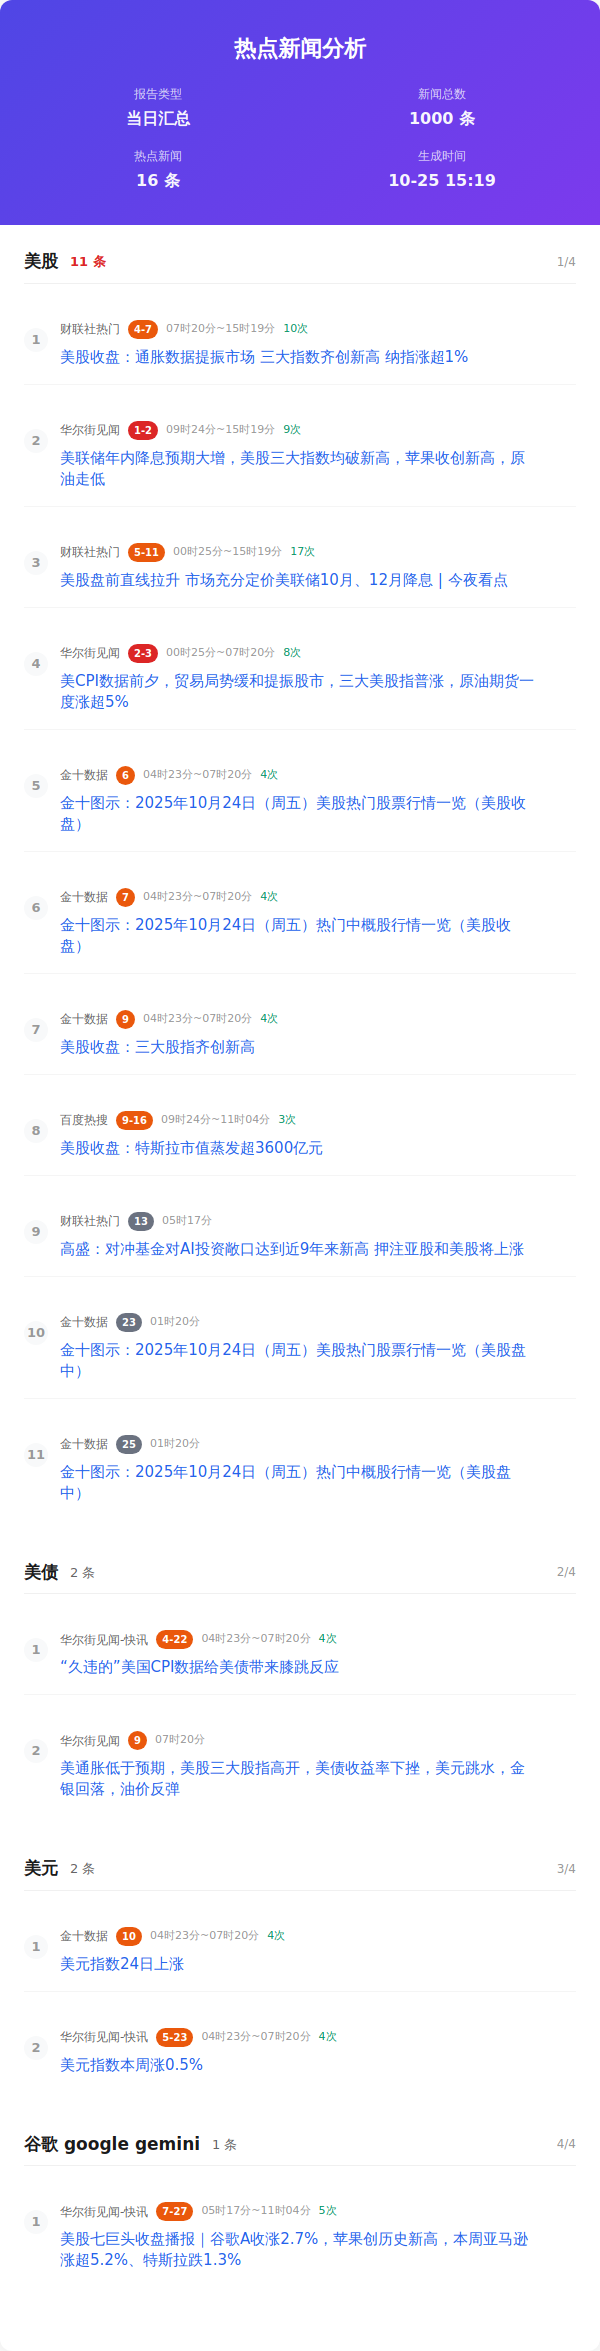 热点新闻分析
报告类型
当日汇总
新闻总数
1000 条
热点新闻
16 条
生成时间
10-25 15:19
美股 11 条 1/4
1 财联社热门 4-7 07时20分~15时19分 10次
美股收盘：通胀数据提振市场 三大指数齐创新高 纳指涨超1%
2 华尔街见闻 1-2 09时24分~15时19分 9次
美联储年内降息预期大增，美股三大指数均破新高，苹果收创新高，原
油走低
3 财联社热门 5-11 00时25分~15时19分 17次
美股盘前直线拉升 市场充分定价美联储10月、12月降息 | 今夜看点
4 华尔街见闻 2-3 00时25分~07时20分 8次
美CPI数据前夕，贸易局势缓和提振股市，三大美股指普涨，原油期货一
度涨超5%
5 金十数据 6 04时23分~07时20分 4次
金十图示：2025年10月24日（周五）美股热门股票行情一览（美股收
盘）
6 金十数据 7 04时23分~07时20分 4次
金十图示：2025年10月24日（周五）热门中概股行情一览（美股收
盘）
7 金十数据 9 04时23分~07时20分 4次
美股收盘：三大股指齐创新高
8 百度热搜 9-16 09时24分~11时04分 3次
美股收盘：特斯拉市值蒸发超3600亿元
9 财联社热门 13 05时17分
高盛：对冲基金对AI投资敞口达到近9年来新高 押注亚股和美股将上涨
10 金十数据 23 01时20分
金十图示：2025年10月24日（周五）美股热门股票行情一览（美股盘
中）
11 金十数据 25 01时20分
金十图示：2025年10月24日（周五）热门中概股行情一览（美股盘
中）
美债 2 条 2/4
1 华尔街见闻-快讯 4-22 04时23分~07时20分 4次
“久违的”美国CPI数据给美债带来膝跳反应
2 华尔街见闻 9 07时20分
美通胀低于预期，美股三大股指高开，美债收益率下挫，美元跳水，金
银回落，油价反弹
美元 2 条 3/4
1 金十数据 10 04时23分~07时20分 4次
美元指数24日上涨
2 华尔街见闻-快讯 5-23 04时23分~07时20分 4次
美元指数本周涨0.5%
谷歌 google gemini 1 条 4/4
1 华尔街见闻-快讯 7-27 05时17分~11时04分 5次
美股七巨头收盘播报｜谷歌A收涨2.7%，苹果创历史新高，本周亚马逊
涨超5.2%、特斯拉跌1.3%